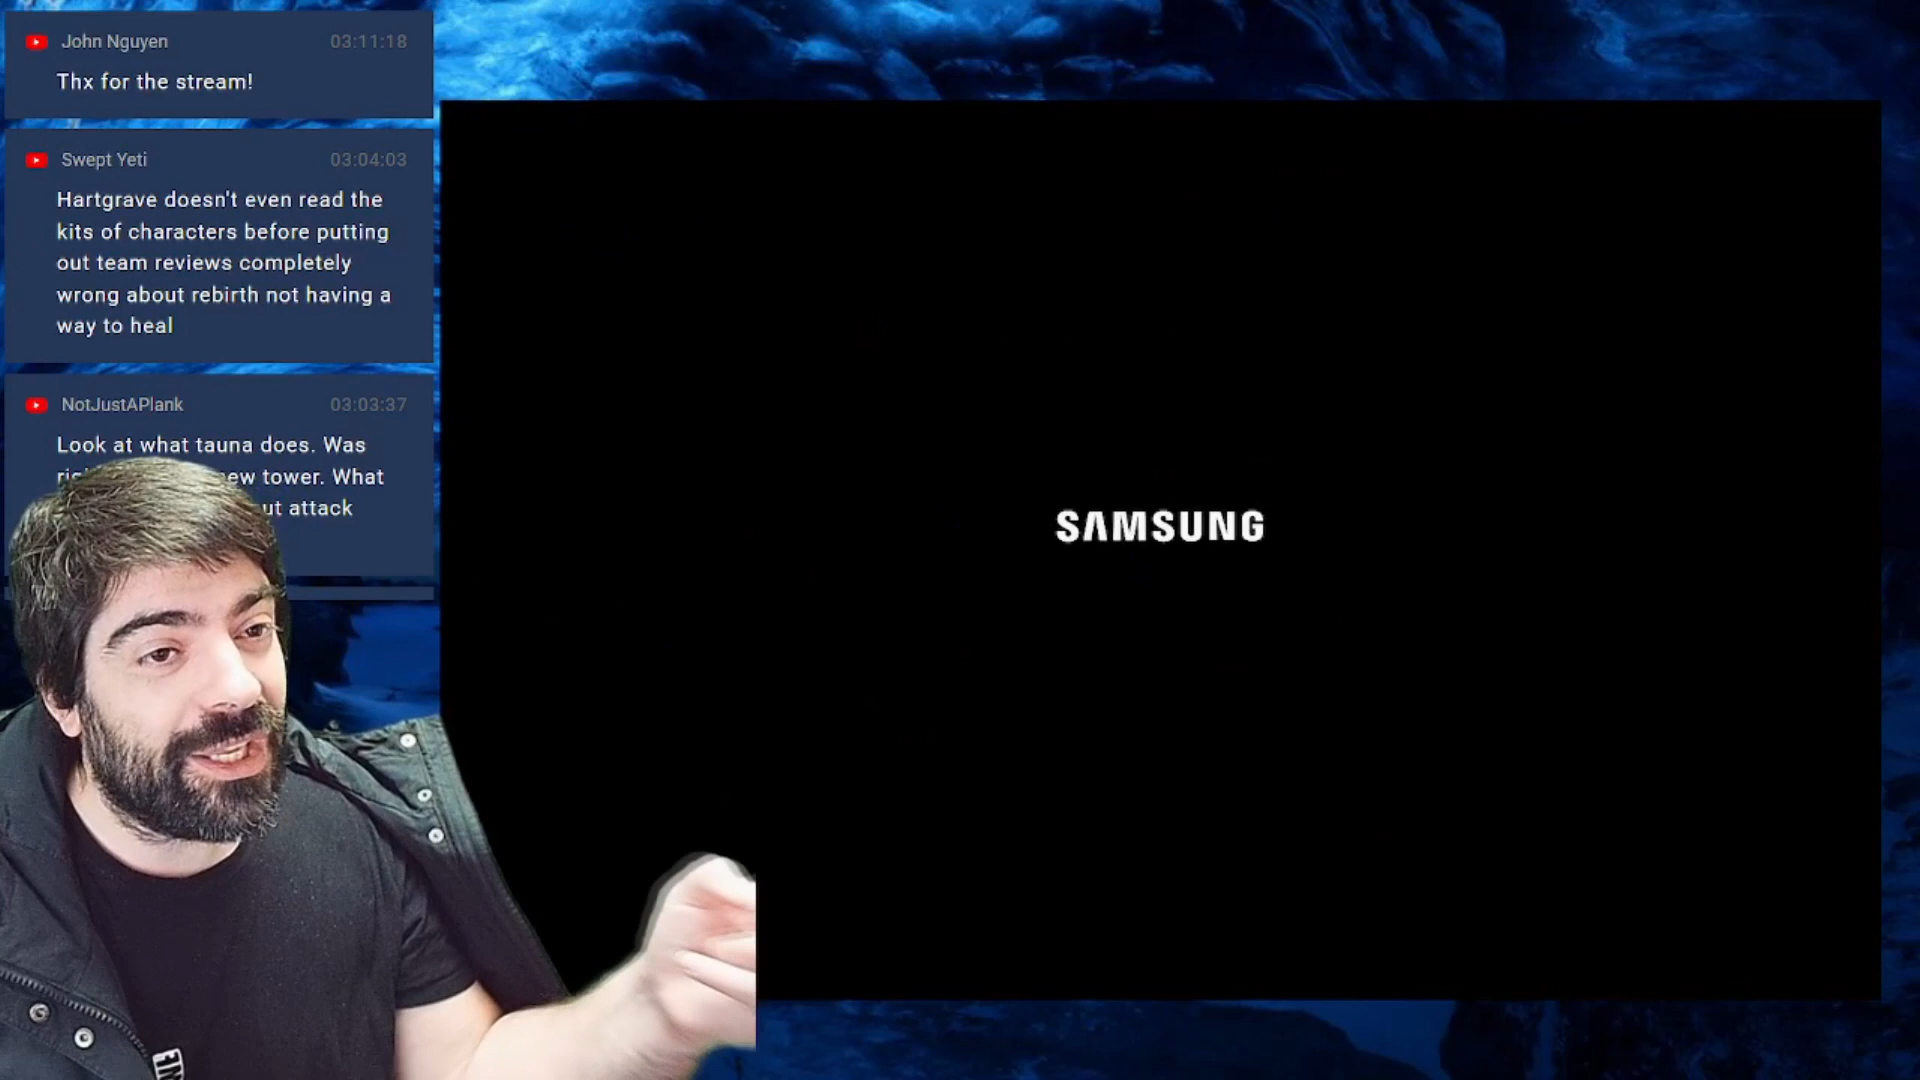 John Nguyen 03:11:18
Thx for the stream!
Swept Yeti 03:04:03
Hartgrave doesn't even read the
kits of characters before putting
out team reviews completely
wrong about rebirth not having a
way to heal
NotJustAPlank 03:03:37
Look at what tauna does. Was
tower. What
attack
SAMSUNG